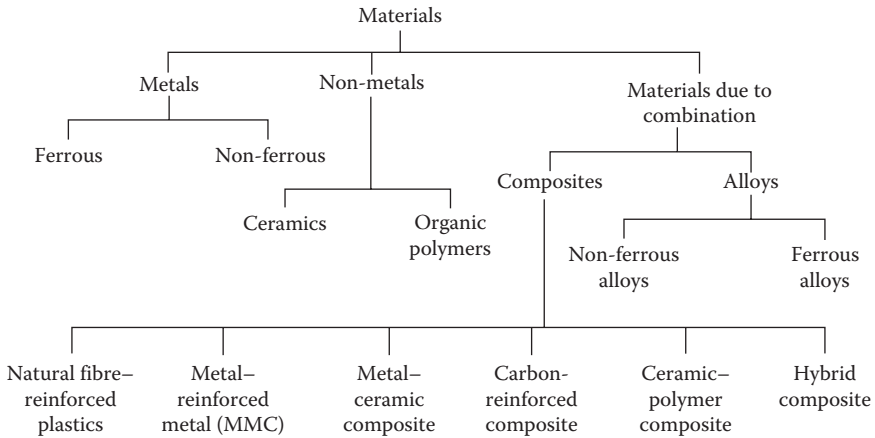 Materials
Metals
Non-metals
Materials due to
combination
Ferrous
Non-ferrous
Composites
Alloys
Ceramics
Organic
polymers
Non-ferrous
alloys
Ferrous
alloys
Natural fibre–
reinforced
plastics
Metal–
reinforced
metal (MMC)
Metal–
ceramic
composite
Carbon-
reinforced
composite
Ceramic–
polymer
composite
Hybrid
composite